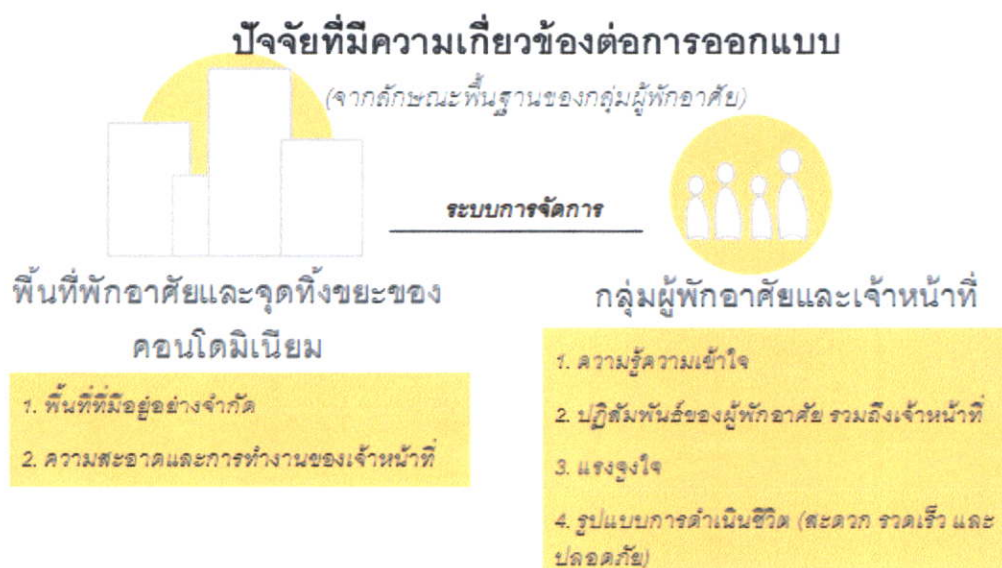 ปัจจัยที่มีความเกี่ยวข้องต่อการออกแบบ
(จากลักษณะพื้นฐานของกลุ่มผู้พักอาศัย)
ระบบการจัดการ
พื้นที่พักอาศัยและจุดทิ้งขยะของ
คอนโดมิเนียม
1. พื้นที่ที่มีอยู่อย่างจำกัด
2. ความสะอาดและการทำงานของเจ้าหน้าที่
กลุ่มผู้พักอาศัยและเจ้าหน้าที่
1. ความรู้ความเข้าใจ
2. ปฏิสัมพันธ์ของผู้พักอาศัย รวมถึงเจ้าหน้าที่
3. แรงจูงใจ
4. รูปแบบการดำเนินชีวิต (สะดวก รวดเร็ว และ
ปลอดภัย)